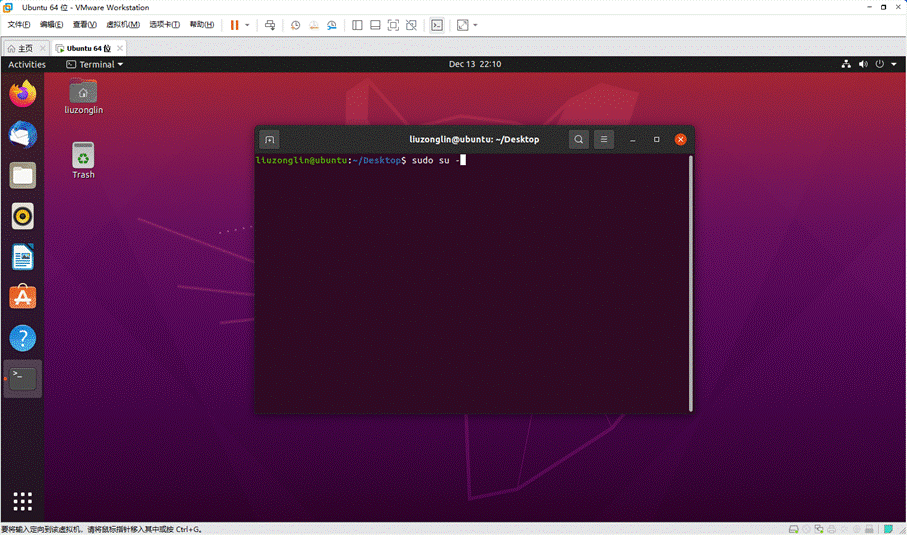 Ubuntu 64 位 - VMware Workstation
文件(F) 编辑(E) 查看(V) 虚拟机(M) 选项卡(T) 帮助(H)
主页 Ubuntu 64 位
Activities Terminal Dec 13 22:10
liuzonglin
Trash
liuzonglin@ubuntu: ~/Desktop
liuzonglin@ubuntu:~/Desktop$ sudo su -
要将输入定向到该虚拟机，请将鼠标指针移入其中或按 Ctrl+G。